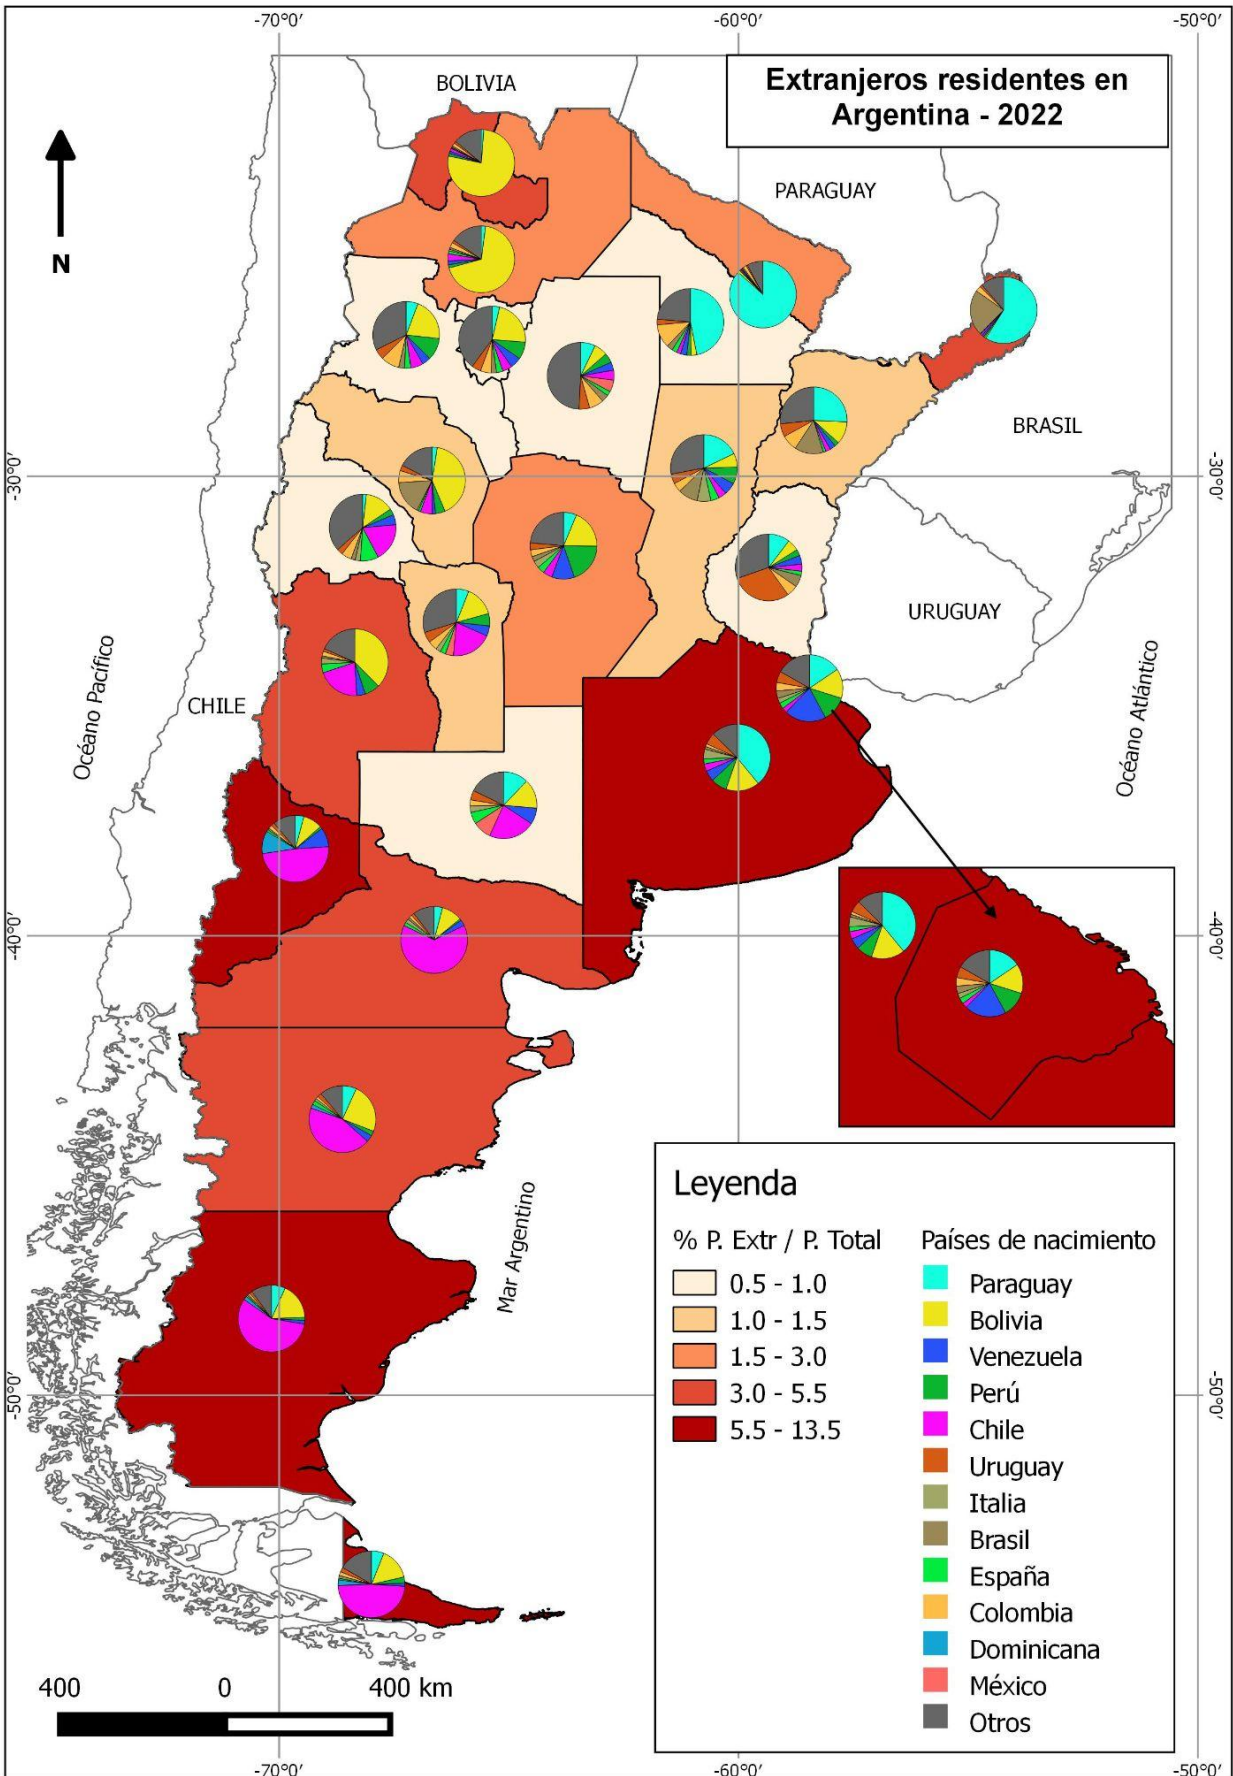 -70°0′
-60°0′
-50°0′
Extranjeros residentes en
Argentina - 2022
BOLIVIA
N
PARAGUAY
BRASIL
-30°0′
-30°0′
URUGUAY
Océano Pacífico
CHILE
Océano Atlántico
-40°0′
-40°0′
Mar Argentino
Leyenda
% P. Extr / P. Total
0.5 - 1.0
1.0 - 1.5
1.5 - 3.0
3.0 - 5.5
5.5 - 13.5
Países de nacimiento
Paraguay
Bolivia
Venezuela
Perú
Chile
Uruguay
Italia
Brasil
España
Colombia
Dominicana
México
Otros
-50°0′
-50°0′
400 0 400 km
-70°0′
-60°0′
-50°0′